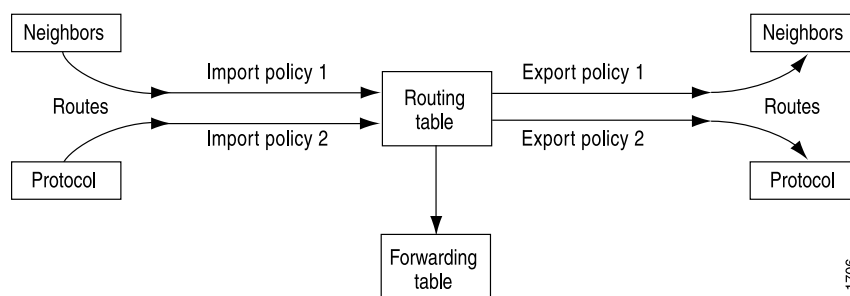 Neighbors
Neighbors
Import policy 1
Export policy 1
Routes
Routing
table
Routes
Import policy 2
Export policy 2
Protocol
Protocol
Forwarding
table
1706